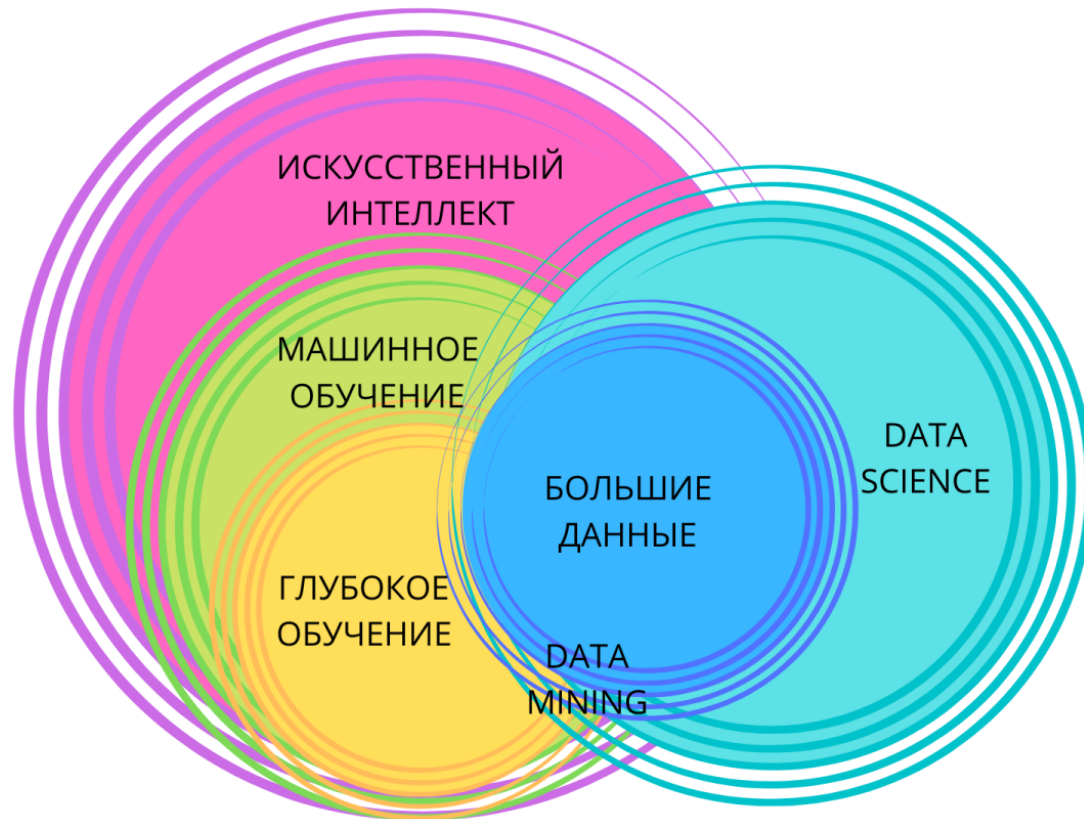 ИСКУССТВЕННЫЙ
ИНТЕЛЛЕКТ
МАШИННОЕ
ОБУЧЕНИЕ
DATA
SCIENCE
БОЛЬШИЕ
ДАННЫЕ
ГЛУБОКОЕ
ОБУЧЕНИЕ
DATA
MINING